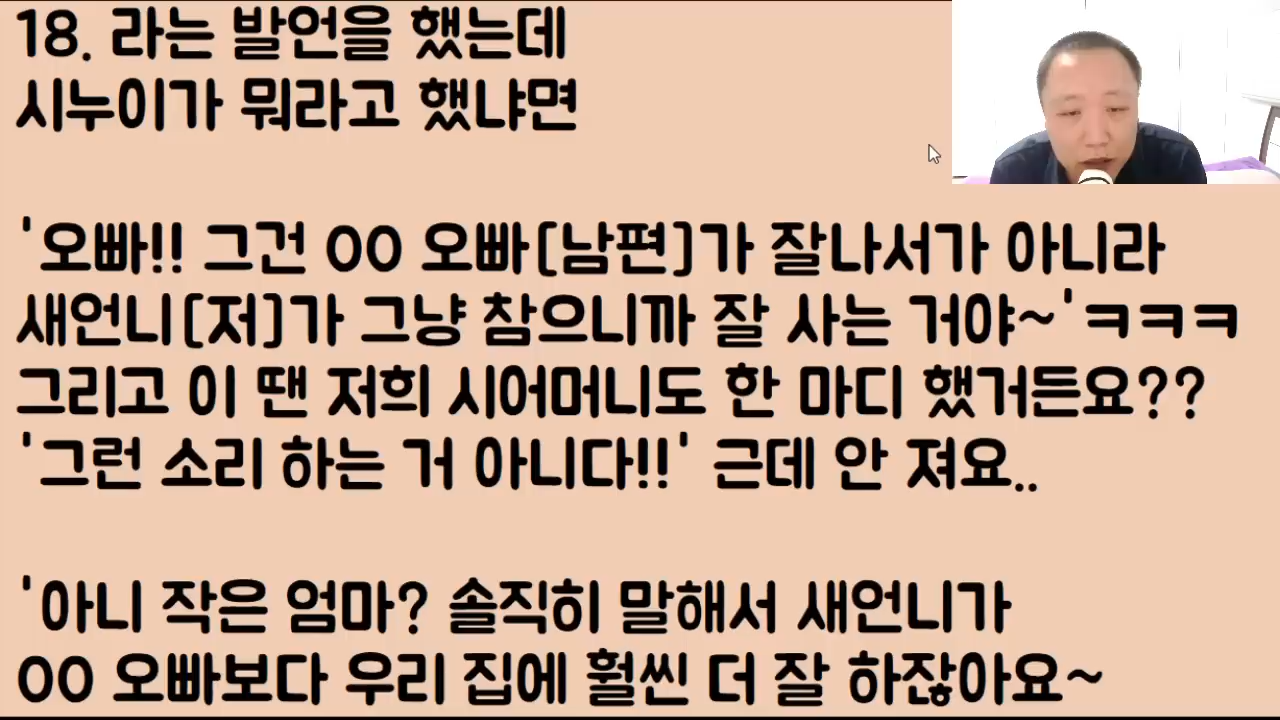 18. 라는 발언을 했는데
시누이가 뭐라고 했냐면
'오빠!! 그건 OO 오빠[남편]가 잘나서가 아니라
새언니[저]가 그냥 참으니까 잘 사는 거야~'ㅋㅋㅋ
그리고 이 땐 저희 시어머니도 한 마디 했거든요??
'그런 소리 하는 거 아니다!!' 근데 안 져요..
'아니 작은 엄마? 솔직히 말해서 새언니가
OO 오빠보다 우리 집에 훨씬 더 잘 하잖아요~